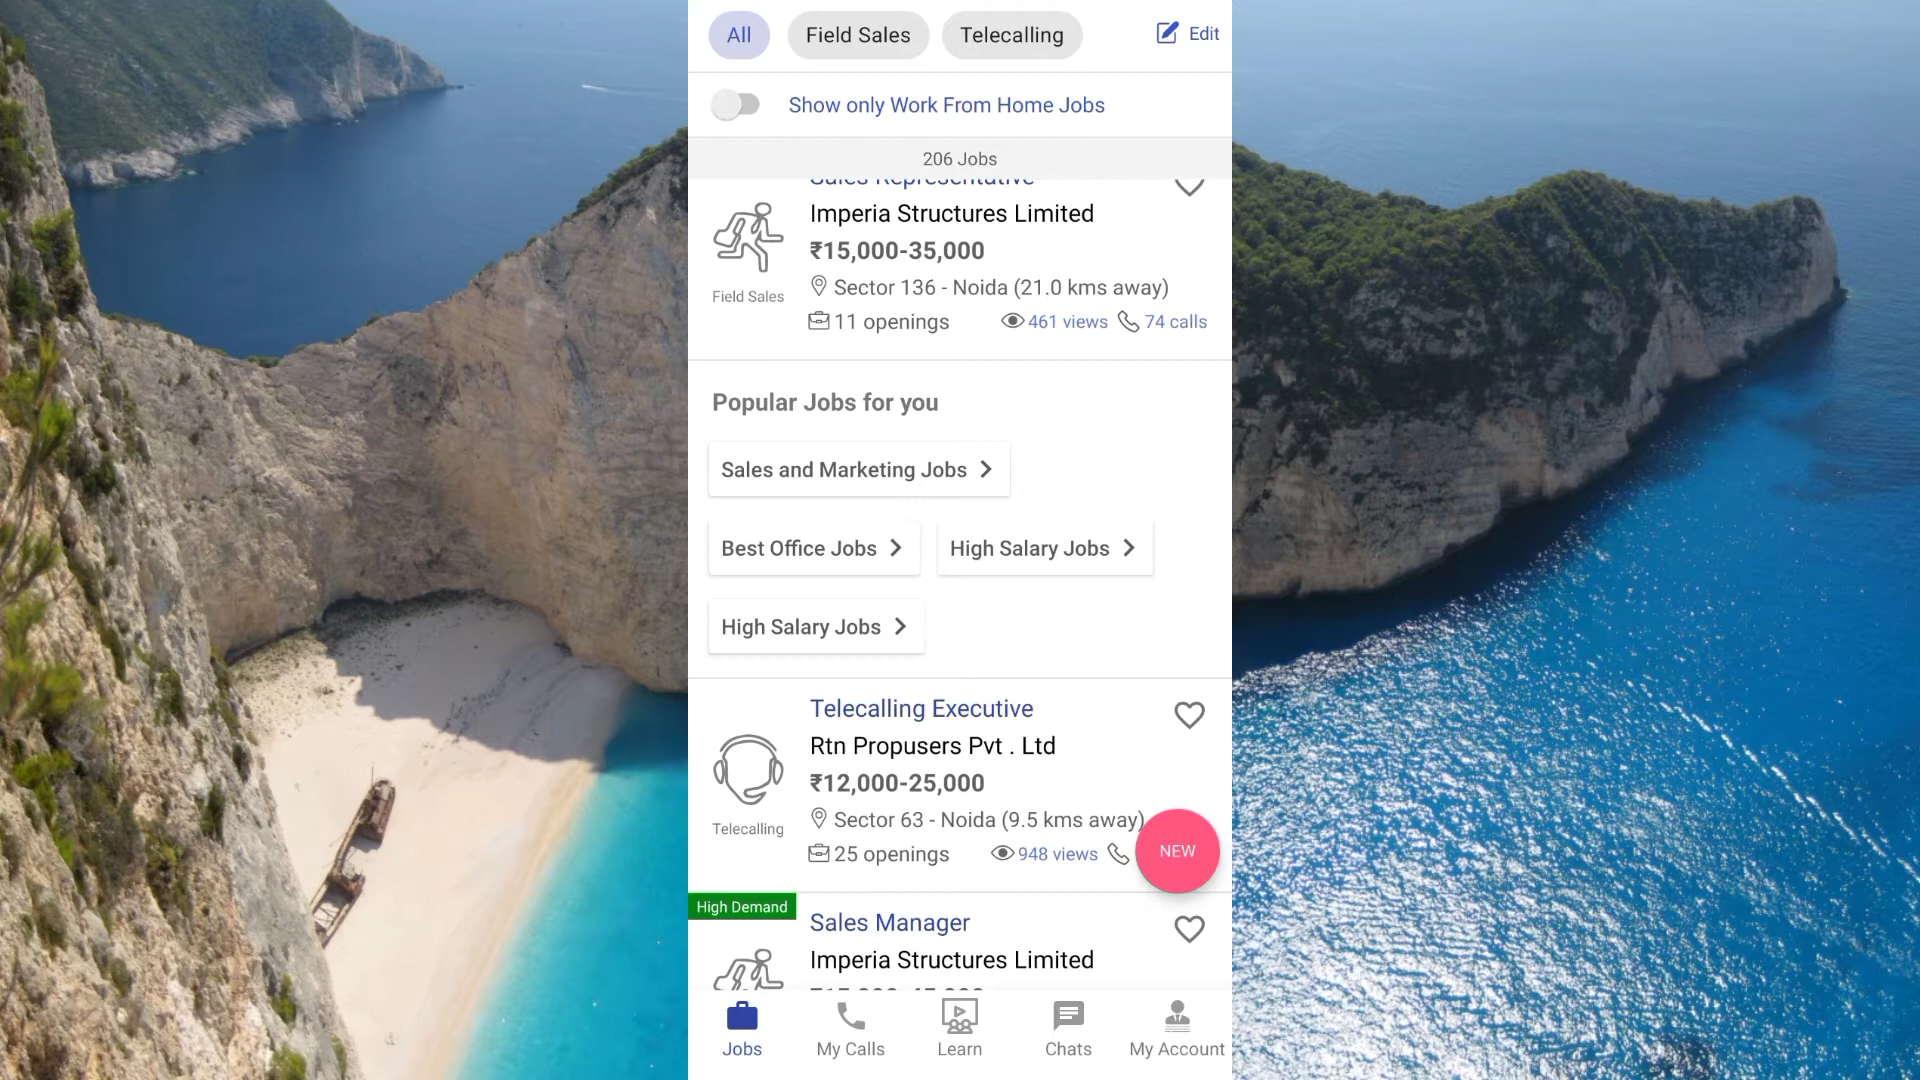 All
Field Sales
Telecalling
Edit
Show only Work From Home Jobs
206 Jobs
Sales Representative
Imperia Structures Limited
₹15,000-35,000
Field Sales
Sector 136 - Noida (21.0 kms away)
11 openings
461 views
74 calls
Popular Jobs for you
Sales and Marketing Jobs
Best Office Jobs
High Salary Jobs
High Salary Jobs
Telecalling Executive
Rtn Propusers Pvt . Ltd
₹12,000-25,000
Telecalling
Sector 63 - Noida (9.5 kms away)
25 openings
948 views
NEW
High Demand
Sales Manager
Imperia Structures Limited
Jobs
My Calls
Learn
Chats
My Account